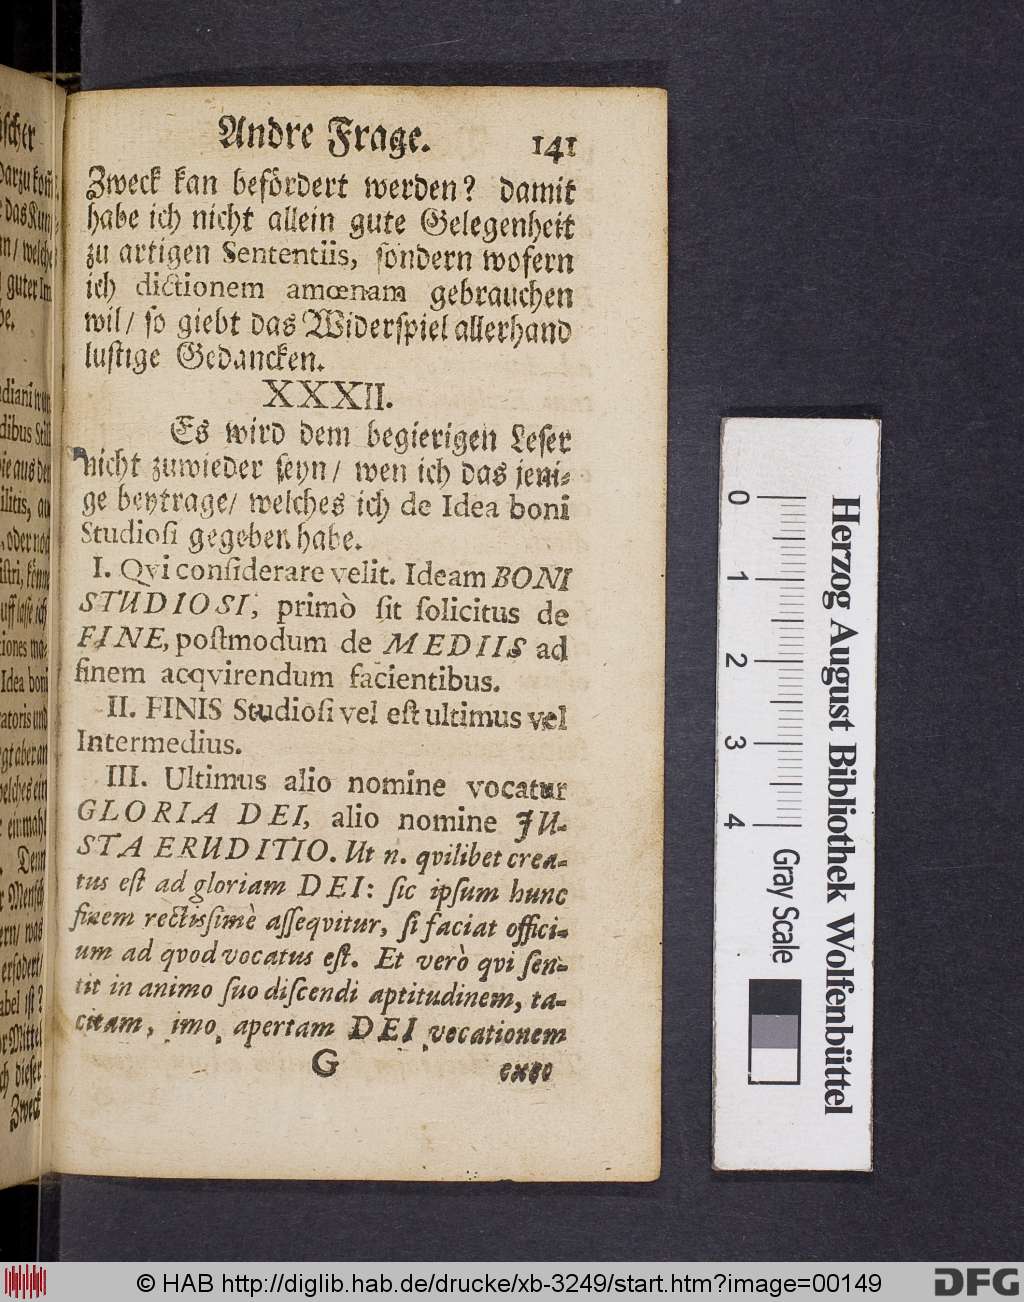 Andre Frage. 141
Zweck kan befördert werden? damit
habe ich nicht allein gute Gelegenheit
zu artigen Sententiis, ſondern wofern
ich dictionem amœnam gebrauchen
wil / ſo giebt das Widerſpiel allerhand
luſtige Gedancken.
XXXII.
Es wird dem begierigen Leſer
nicht zuwieder ſeyn / wen ich das jeni-
ge beytrage / welches ich de Idea boni
Studioſi gegeben habe.
I. Qvi conſiderare velit. Ideam BONI
STUDIOSI, primò ſit ſolicitus de
FINE, poſtmodum de MEDIIS ad
finem acqvirendum facientibus.
II. FINIS Studioſi vel eſt ultimus vel
Intermedius.
III. Ultimus alio nomine vocatur
GLORIA DEI, alio nomine JU-
STA ERUDITIO. Ut n. qvilibet crea-
tus eſt ad gloriam DEI: ſic ipſum hunc
finem rectiſſimè aſſeqvitur, ſi faciat offici-
um ad qvod vocatus eſt. Et verò qvi ſen-
tit in animo ſuo diſcendi aptitudinem, ta-
citam, imo, apertam DEI vocationem
G
Herzog August Bibliothek Wolfenbüttel
0 1 2 3 4
Gray Scale
© HAB http://diglib.hab.de/drucke/xb-3249/start.htm?image=00149
DFG